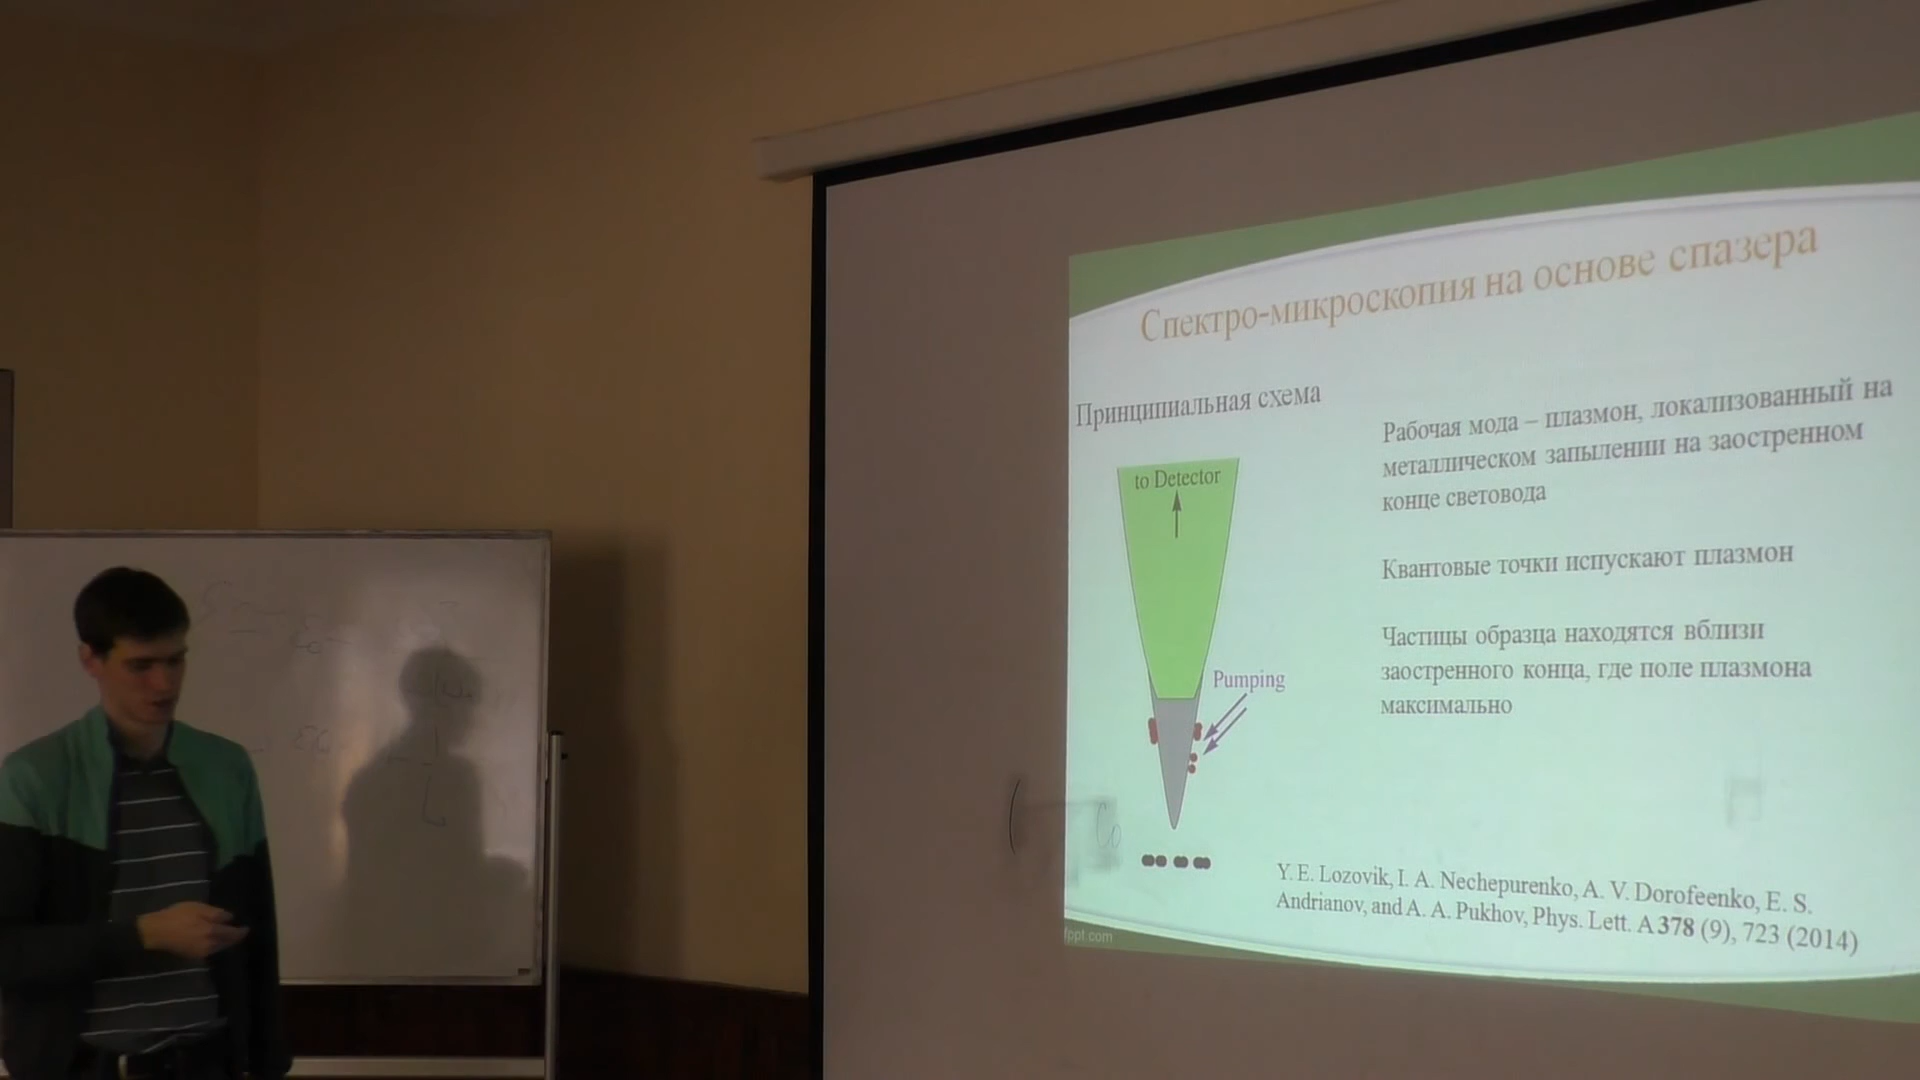 Спектро-микроскопия на основе спазера
Принципиальная схема
to Detector
Pumping
Рабочая мода – плазмон, локализованный на
металлическом запылении на заостренном
конце световода
Квантовые точки испускают плазмон
Частицы образца находятся вблизи
заостренного конца, где поле плазмона
максимально
Y. E. Lozovik, I. A. Nechepurenko, A. V. Dorofeenko, E. S.
Andrianov, and A. A. Pukhov, Phys. Lett. A 378 (9), 723 (2014)
fppt.com